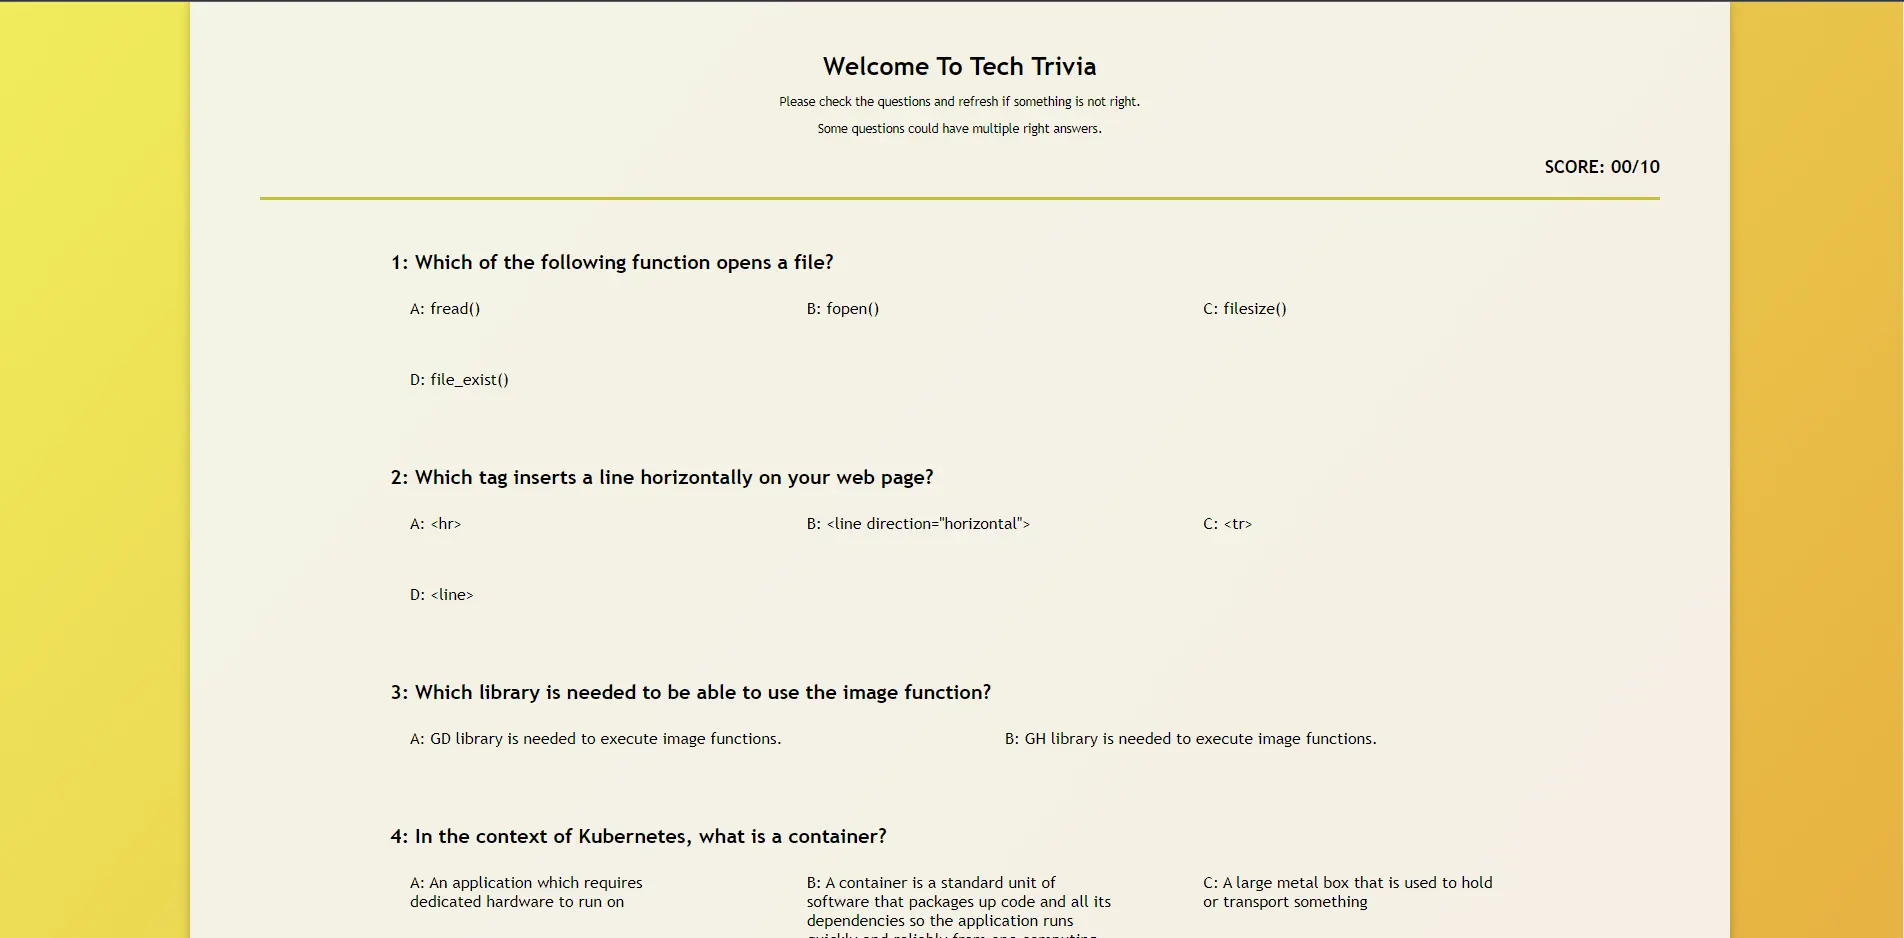 Welcome To Tech Trivia
Please check the questions and refresh if something is not right.
Some questions could have multiple right answers.
SCORE: 00/10
1: Which of the following function opens a file?
A: fread()
B: fopen()
C: filesize()
D: file_exist()
2: Which tag inserts a line horizontally on your web page?
A: <hr>
B: <line direction="horizontal">
C: <tr>
D: <line>
3: Which library is needed to be able to use the image function?
A: GD library is needed to execute image functions.
B: GH library is needed to execute image functions.
4: In the context of Kubernetes, what is a container?
A: An application which requires
dedicated hardware to run on
B: A container is a standard unit of
software that packages up code and all its
dependencies so the application runs
quickly and reliably from one computing
C: A large metal box that is used to hold
or transport something